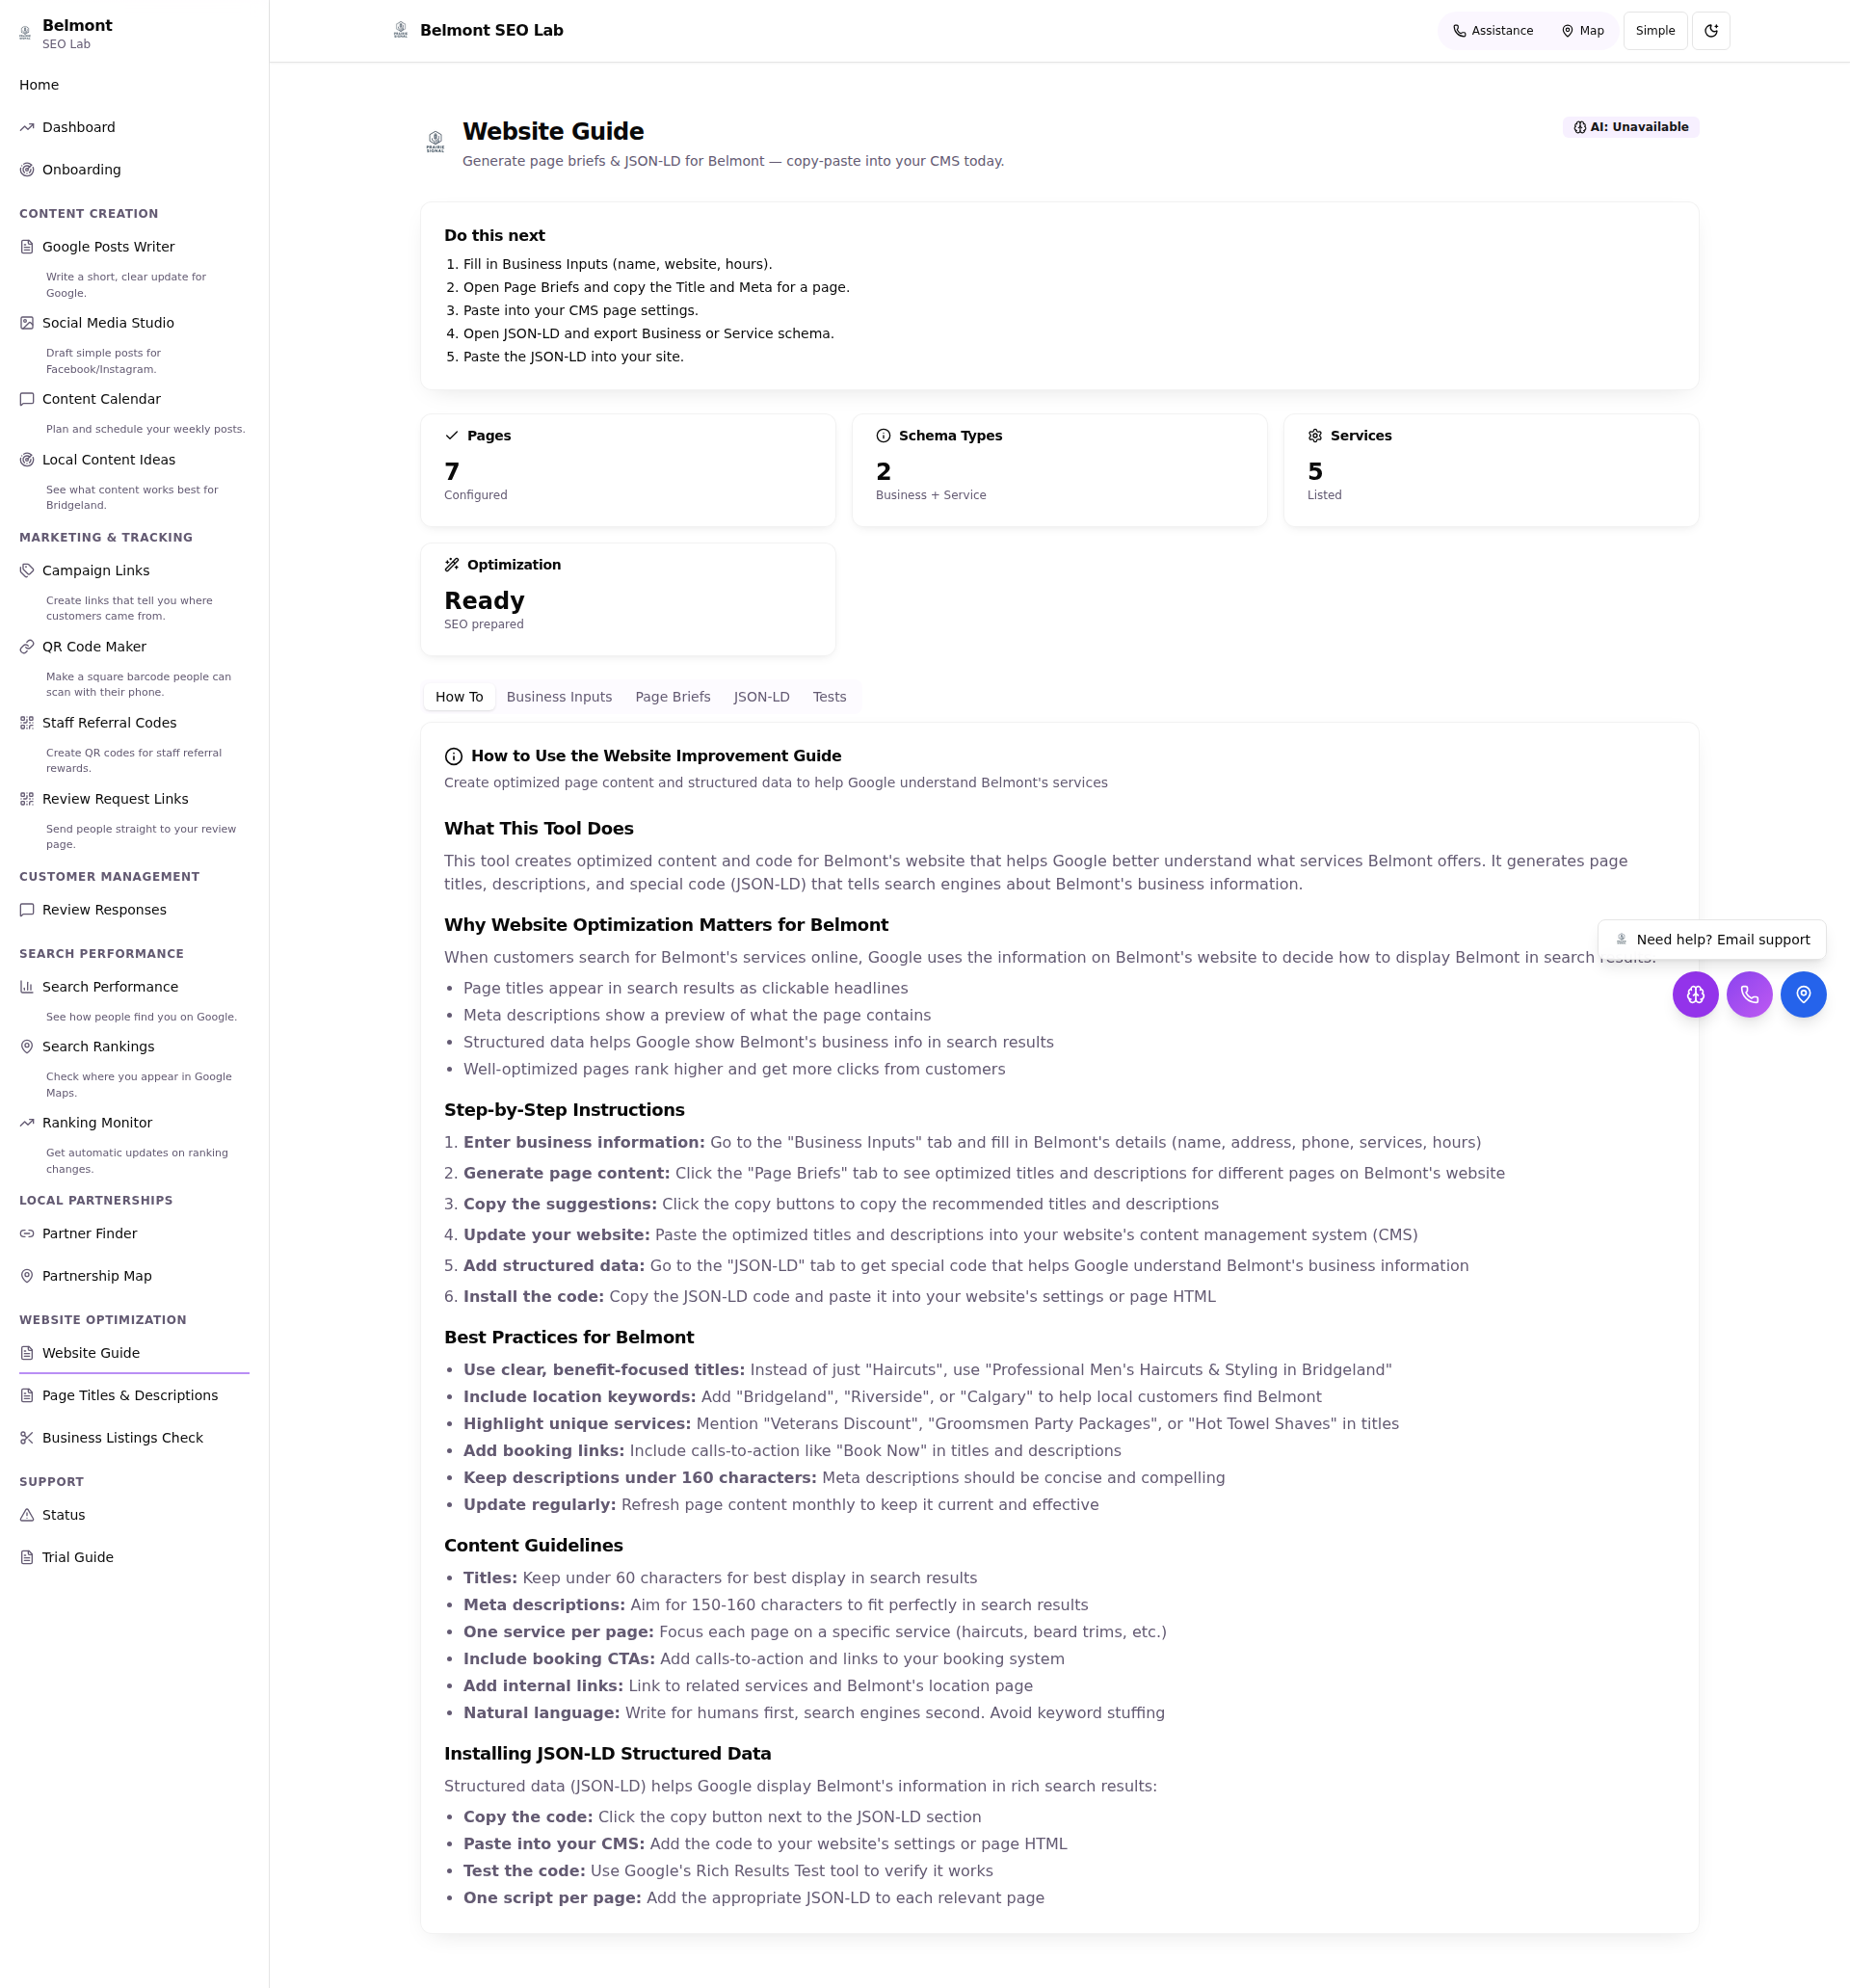 Belmont
SEO Lab
Home
Dashboard
Onboarding
CONTENT CREATION
Google Posts Writer
Write a short, clear update for
Google.
Social Media Studio
Draft simple posts for
Facebook/Instagram.
Content Calendar
Plan and schedule your weekly posts.
Local Content Ideas
See what content works best for
Bridgeland.
MARKETING & TRACKING
Campaign Links
Create links that tell you where
customers came from.
QR Code Maker
Make a square barcode people can
scan with their phone.
Staff Referral Codes
Create QR codes for staff referral
rewards.
Review Request Links
Send people straight to your review
page.
CUSTOMER MANAGEMENT
Review Responses
SEARCH PERFORMANCE
Search Performance
See how people find you on Google.
Search Rankings
Check where you appear in Google
Maps.
Ranking Monitor
Get automatic updates on ranking
changes.
LOCAL PARTNERSHIPS
Partner Finder
Partnership Map
WEBSITE OPTIMIZATION
Website Guide
Page Titles & Descriptions
Business Listings Check
SUPPORT
Status
Trial Guide
Belmont SEO Lab
Assistance
Map
Simple
PRAIRIE
SIGNAL
Website Guide
Generate page briefs & JSON-LD for Belmont — copy-paste into your CMS today.
AI: Unavailable
Do this next
1. Fill in Business Inputs (name, website, hours).
2. Open Page Briefs and copy the Title and Meta for a page.
3. Paste into your CMS page settings.
4. Open JSON-LD and export Business or Service schema.
5. Paste the JSON-LD into your site.
Pages
7
Configured
Schema Types
2
Business + Service
Services
5
Listed
Optimization
Ready
SEO prepared
How To
Business Inputs
Page Briefs
JSON-LD
Tests
How to Use the Website Improvement Guide
Create optimized page content and structured data to help Google understand Belmont's services
What This Tool Does
This tool creates optimized content and code for Belmont's website that helps Google better understand what services Belmont offers. It generates page
titles, descriptions, and special code (JSON-LD) that tells search engines about Belmont's business information.
Why Website Optimization Matters for Belmont
When customers search for Belmont's services online, Google uses the information on Belmont's website to decide how to display Belmont in search results.
• Page titles appear in search results as clickable headlines
• Meta descriptions show a preview of what the page contains
• Structured data helps Google show Belmont's business info in search results
• Well-optimized pages rank higher and get more clicks from customers
Need help? Email support
Step-by-Step Instructions
1. Enter business information: Go to the "Business Inputs" tab and fill in Belmont's details (name, address, phone, services, hours)
2. Generate page content: Click the "Page Briefs" tab to see optimized titles and descriptions for different pages on Belmont's website
3. Copy the suggestions: Click the copy buttons to copy the recommended titles and descriptions
4. Update your website: Paste the optimized titles and descriptions into your website's content management system (CMS)
5. Add structured data: Go to the "JSON-LD" tab to get special code that helps Google understand Belmont's business information
6. Install the code: Copy the JSON-LD code and paste it into your website's settings or page HTML
Best Practices for Belmont
• Use clear, benefit-focused titles: Instead of just "Haircuts", use "Professional Men's Haircuts & Styling in Bridgeland"
• Include location keywords: Add "Bridgeland", "Riverside", or "Calgary" to help local customers find Belmont
• Highlight unique services: Mention "Veterans Discount", "Groomsmen Party Packages", or "Hot Towel Shaves" in titles
• Add booking links: Include calls-to-action like "Book Now" in titles and descriptions
• Keep descriptions under 160 characters: Meta descriptions should be concise and compelling
• Update regularly: Refresh page content monthly to keep it current and effective
Content Guidelines
• Titles: Keep under 60 characters for best display in search results
• Meta descriptions: Aim for 150-160 characters to fit perfectly in search results
• One service per page: Focus each page on a specific service (haircuts, beard trims, etc.)
• Include booking CTAs: Add calls-to-action and links to your booking system
• Add internal links: Link to related services and Belmont's location page
• Natural language: Write for humans first, search engines second. Avoid keyword stuffing
Installing JSON-LD Structured Data
Structured data (JSON-LD) helps Google display Belmont's information in rich search results:
• Copy the code: Click the copy button next to the JSON-LD section
• Paste into your CMS: Add the code to your website's settings or page HTML
• Test the code: Use Google's Rich Results Test tool to verify it works
• One script per page: Add the appropriate JSON-LD to each relevant page